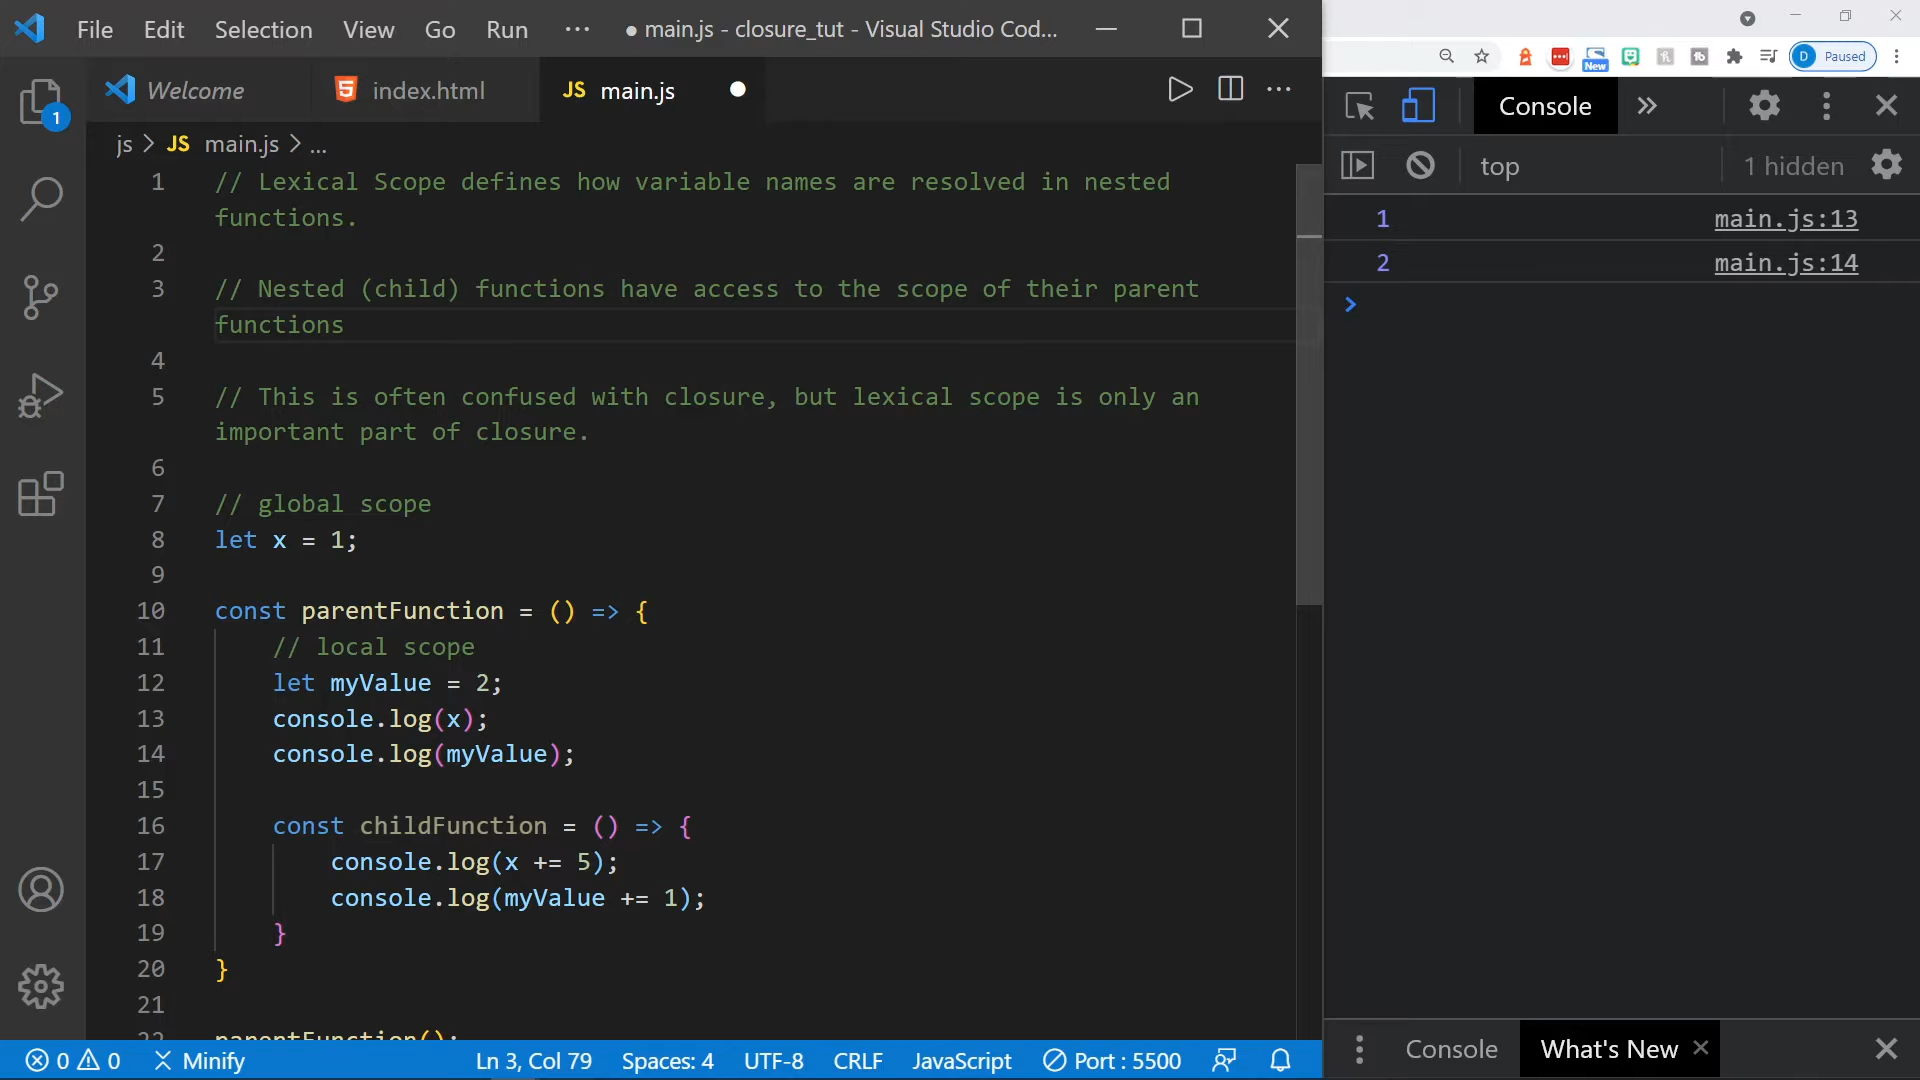 File Edit Selection View Go Run ··· ● main.js - closure_tut - Visual Studio Cod...
Welcome index.html JS main.js
js > JS main.js > ...
1 // Lexical Scope defines how variable names are resolved in nested
functions.
2
3 // Nested (child) functions have access to the scope of their parent
functions
4
5 // This is often confused with closure, but lexical scope is only an
important part of closure.
6
7 // global scope
8 let x = 1;
9
10 const parentFunction = () => {
11 // local scope
12 let myValue = 2;
13 console.log(x);
14 console.log(myValue);
15
16 const childFunction = () => {
17 console.log(x += 5);
18 console.log(myValue += 1);
19 }
20 }
21
22 parentFunction();
1
0 0 Minify Ln 3, Col 79 Spaces: 4 UTF-8 CRLF JavaScript Port : 5500
New D Paused
Console
top 1 hidden
1 main.js:13
2 main.js:14
Console What's New